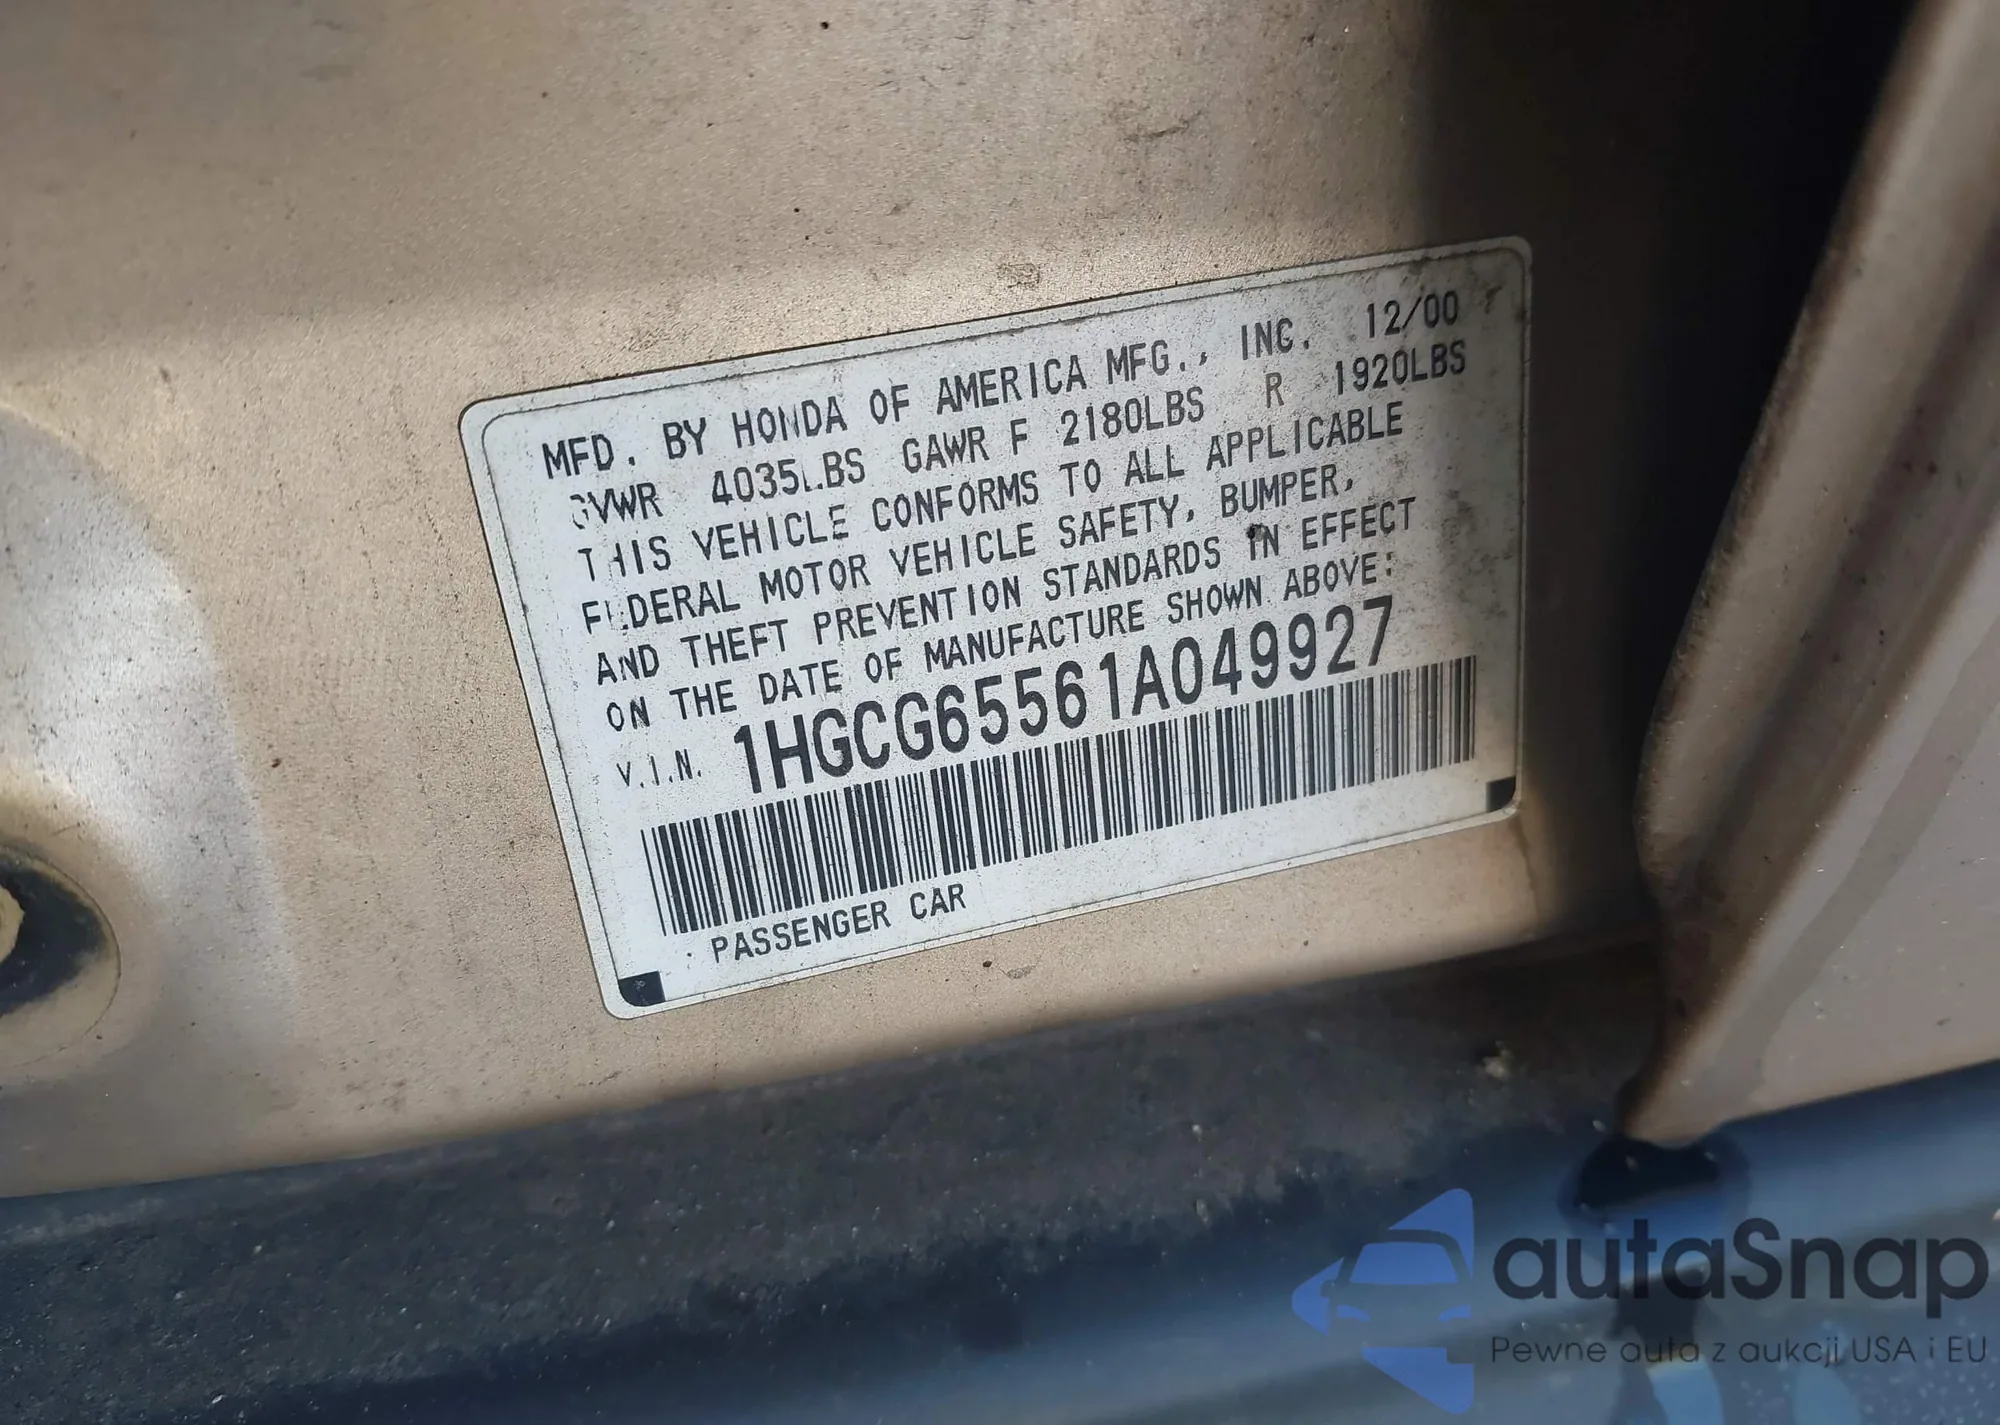 MFD. BY HONDA OF AMERICA MFG., INC. 12/00
GVWR 4035LBS GAWR F 2180LBS R 1920LBS
THIS VEHICLE CONFORMS TO ALL APPLICABLE
FEDERAL MOTOR VEHICLE SAFETY, BUMPER,
AND THEFT PREVENTION STANDARDS IN EFFECT
ON THE DATE OF MANUFACTURE SHOWN ABOVE:
V.I.N. 1HGCG65561A049927
PASSENGER CAR
autaSnap
Pewne auta z aukcji USA i EU